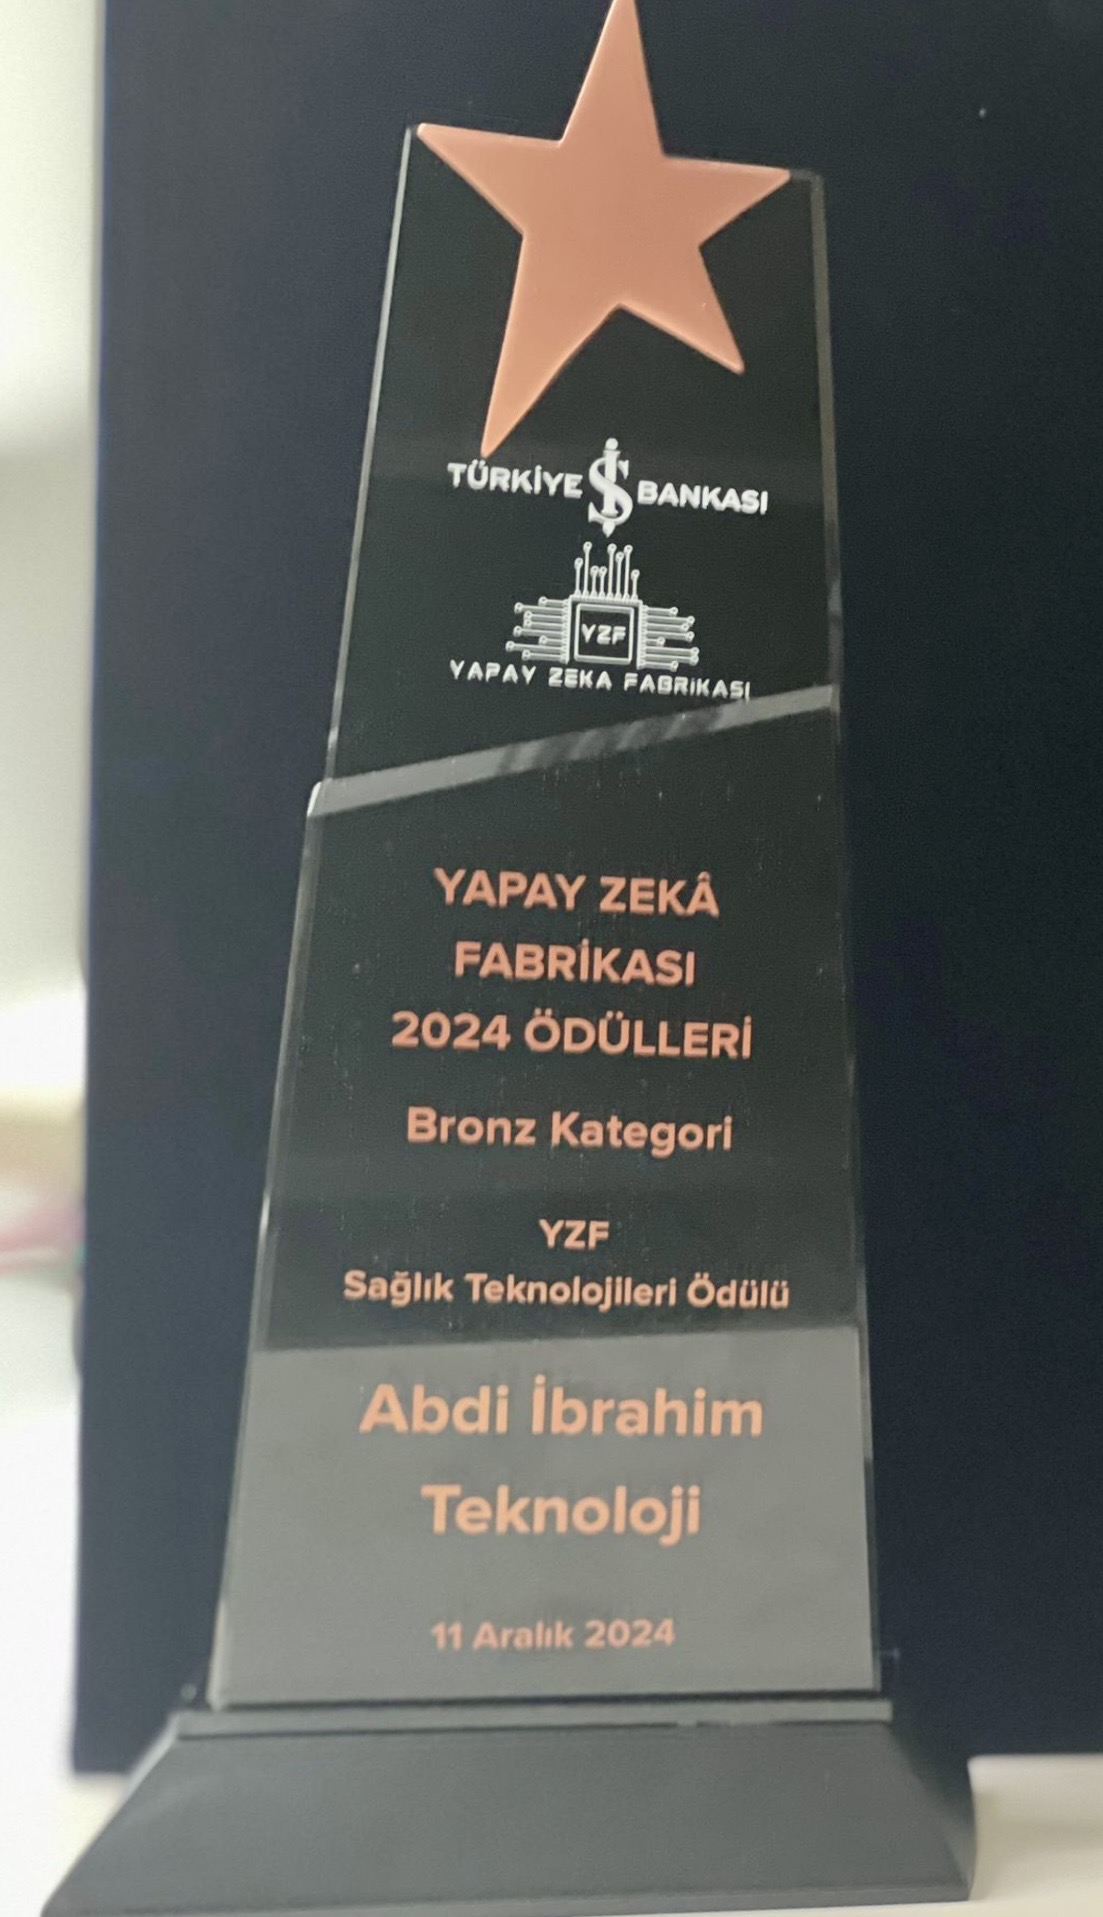 TÜRKİYE İŞ BANKASI
YZF
YAPAY ZEKA FABRİKASI
YAPAY ZEKÂ
FABRİKASI
2024 ÖDÜLLERİ
Bronz Kategori
YZF
Sağlık Teknolojileri Ödülü
Abdi İbrahim
Teknoloji
11 Aralık 2024